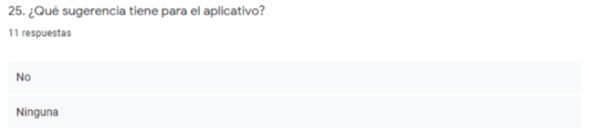 25. ¿Qué sugerencia tiene para el aplicativo?
11 respuestas
No
Ninguna